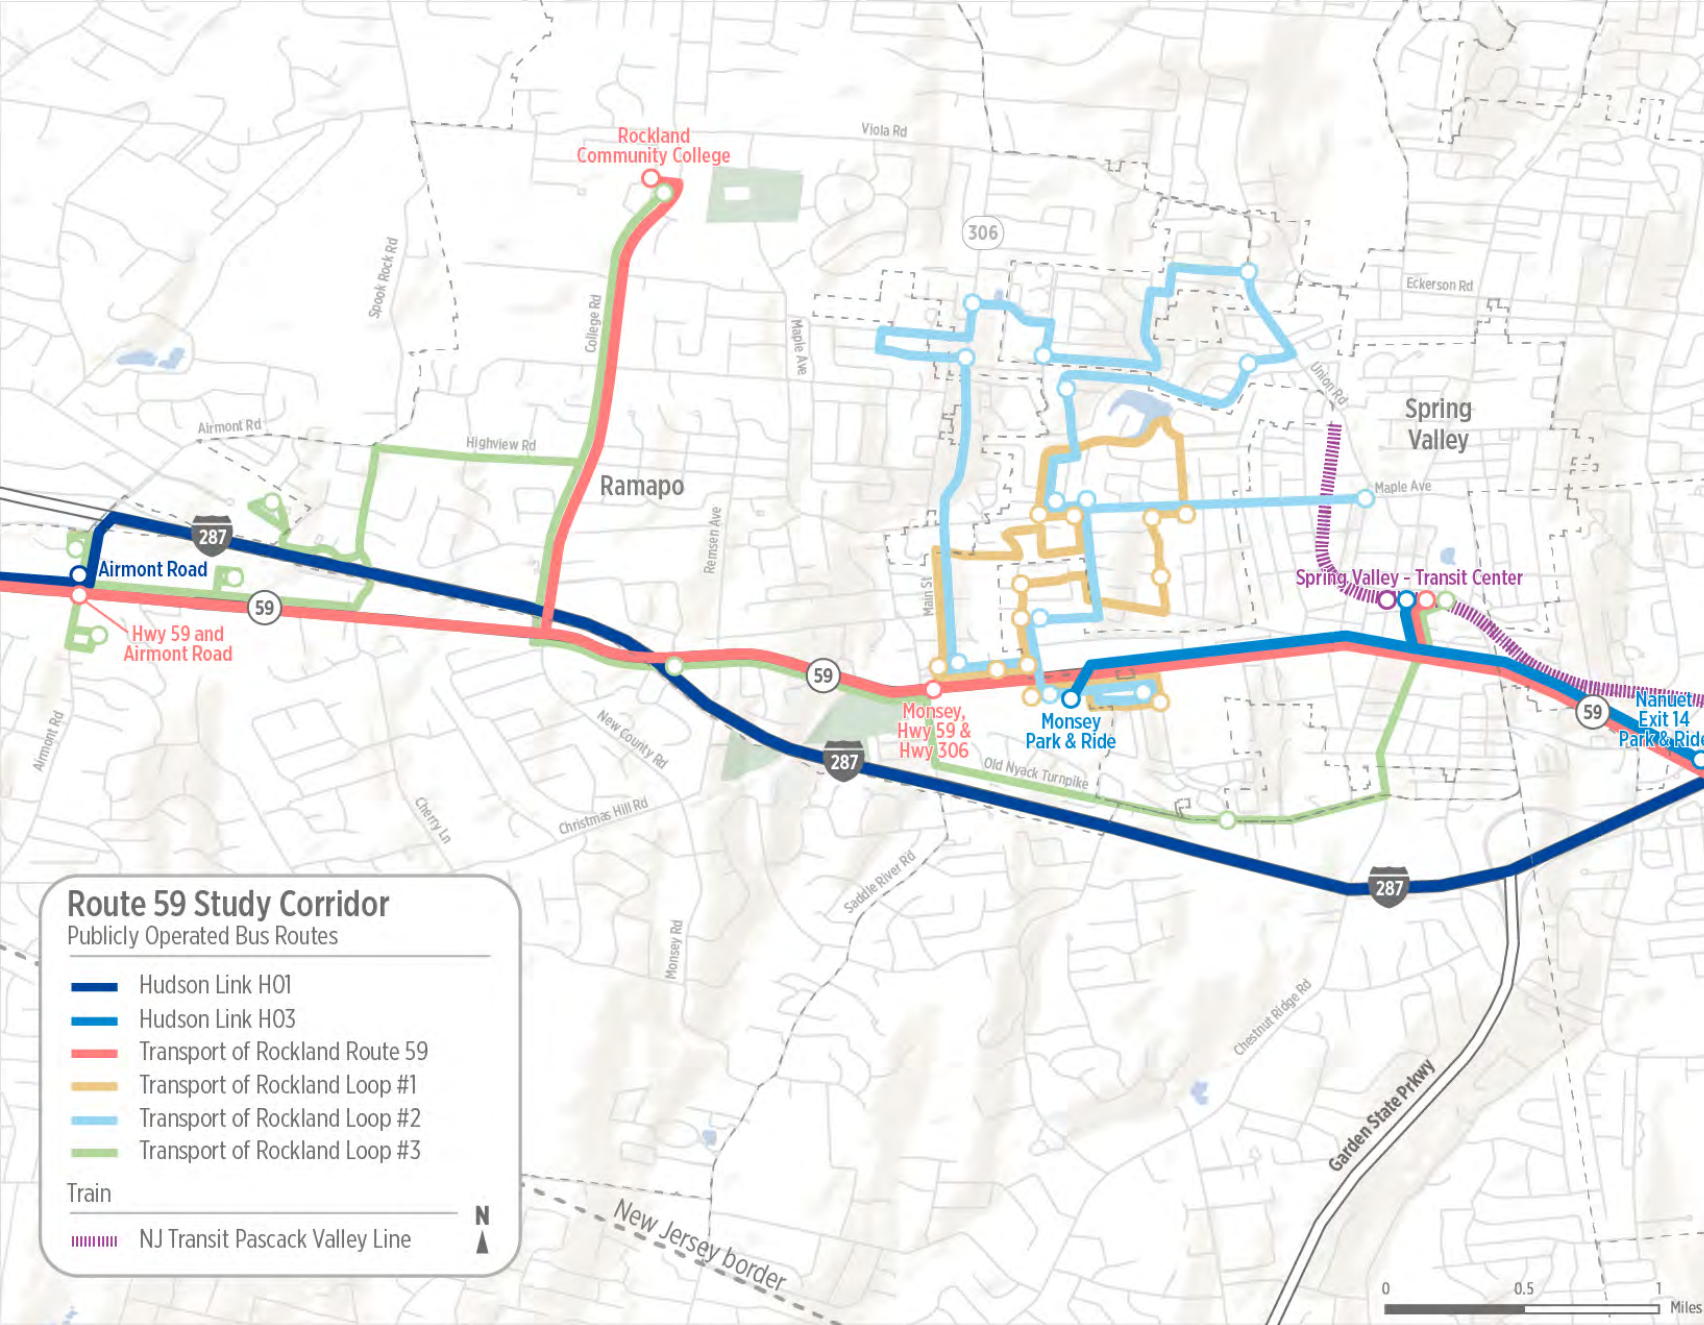 Rockland
Community College
Viola Rd
306
Spook Rock Rd
College Rd
Maple Ave
Eckerson Rd
Union Rd
Spring
Valley
Airmont Rd
Highview Rd
Ramapo
Maple Ave
Remsen Ave
287
Airmont Road
59
Main St
Spring Valley - Transit Center
Hwy 59 and
Airmont Road
59
Monsey,
Hwy 59 &
Hwy 306
Monsey
Park & Ride
Nanuet
Exit 14
Park & Ride
59
Airmont Rd
New County Rd
287
Old Nyack Turnpike
Cherry Ln
Christmas Hill Rd
Saddle River Rd
287
Monsey Rd
Chestnut Ridge Rd
Garden State Prkwy
New Jersey border
Route 59 Study Corridor
Publicly Operated Bus Routes
Hudson Link H01
Hudson Link H03
Transport of Rockland Route 59
Transport of Rockland Loop #1
Transport of Rockland Loop #2
Transport of Rockland Loop #3
Train
NJ Transit Pascack Valley Line
N
0 0.5 1
Miles